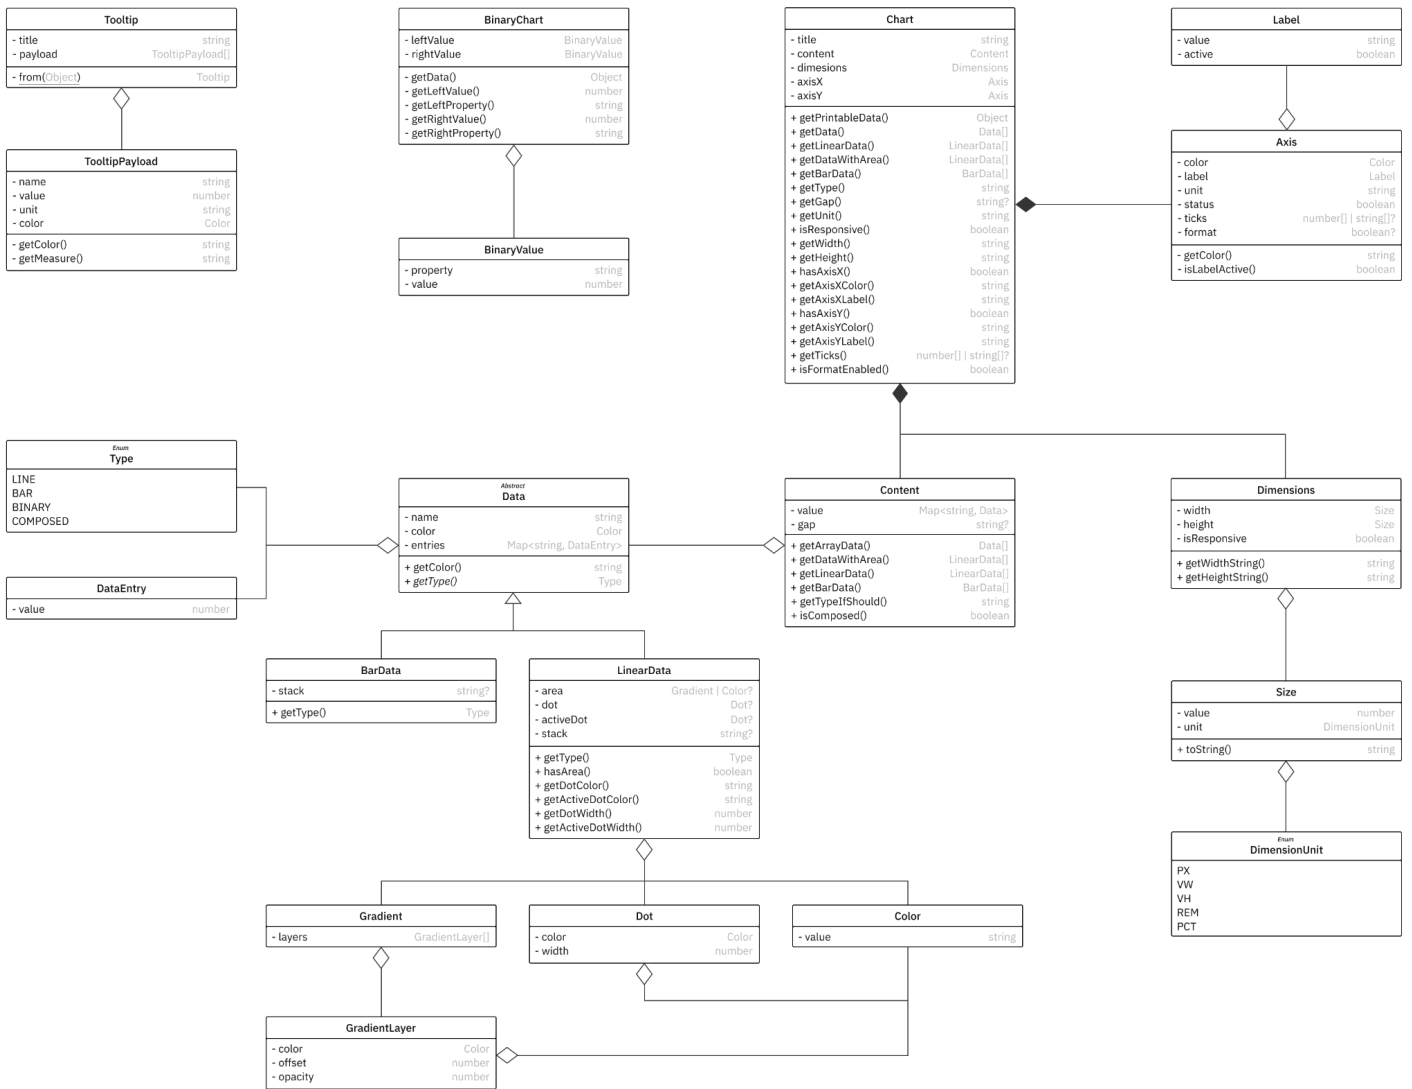 Tooltip
- title string
- payload TooltipPayload[]
- from(Object) Tooltip
TooltipPayload
- name string
- value number
- unit string
- color Color
- getColor() string
- getMeasure() string
BinaryChart
- leftValue BinaryValue
- rightValue BinaryValue
- getData() Object
- getLeftValue() number
- getLeftProperty() string
- getRightValue() number
- getRightProperty() string
BinaryValue
- property string
- value number
Chart
- title string
- content Content
- dimesions Dimensions
- axisX Axis
- axisY Axis
+ getPrintableData() Object
+ getData() Data[]
+ getLinearData() LinearData[]
+ getDataWithArea() LinearData[]
+ getBarData() BarData[]
+ getType() string
+ getGap() string?
+ getUnit() string
+ isResponsive() boolean
+ getWidth() string
+ getHeight() string
+ hasAxisX() boolean
+ getAxisXColor() string
+ getAxisXLabel() string
+ hasAxisY() boolean
+ getAxisYColor() string
+ getAxisYLabel() string
+ getTicks() number[] | string[]?
+ isFormatEnabled() boolean
Label
- value string
- active boolean
Axis
- color Color
- label Label
- unit string
- status boolean
- ticks number[] | string[]?
- format boolean?
- getColor() string
- isLabelActive() boolean
Enum
Type
LINE
BAR
BINARY
COMPOSED
DataEntry
- value number
Abstract
Data
- name string
- color Color
- entries Map<string, DataEntry>
+ getColor() string
+ getType() Type
Content
- value Map<string, Data>
- gap string?
+ getArrayData() Data[]
+ getDataWithArea() LinearData[]
+ getLinearData() LinearData[]
+ getBarData() BarData[]
+ getTypeIfShould() string
+ isComposed() boolean
Dimensions
- width Size
- height Size
- isResponsive boolean
+ getWidthString() string
+ getHeightString() string
BarData
- stack string?
+ getType() Type
LinearData
- area Gradient | Color?
- dot Dot?
- activeDot Dot?
- stack string?
+ getType() Type
+ hasArea() boolean
+ getDotColor() string
+ getActiveDotColor() string
+ getDotWidth() number
+ getActiveDotWidth() number
Size
- value number
- unit DimensionUnit
+ toString() string
Enum
DimensionUnit
PX
VW
VH
REM
PCT
Gradient
- layers GradientLayer[]
Dot
- color Color
- width number
Color
- value string
GradientLayer
- color Color
- offset number
- opacity number